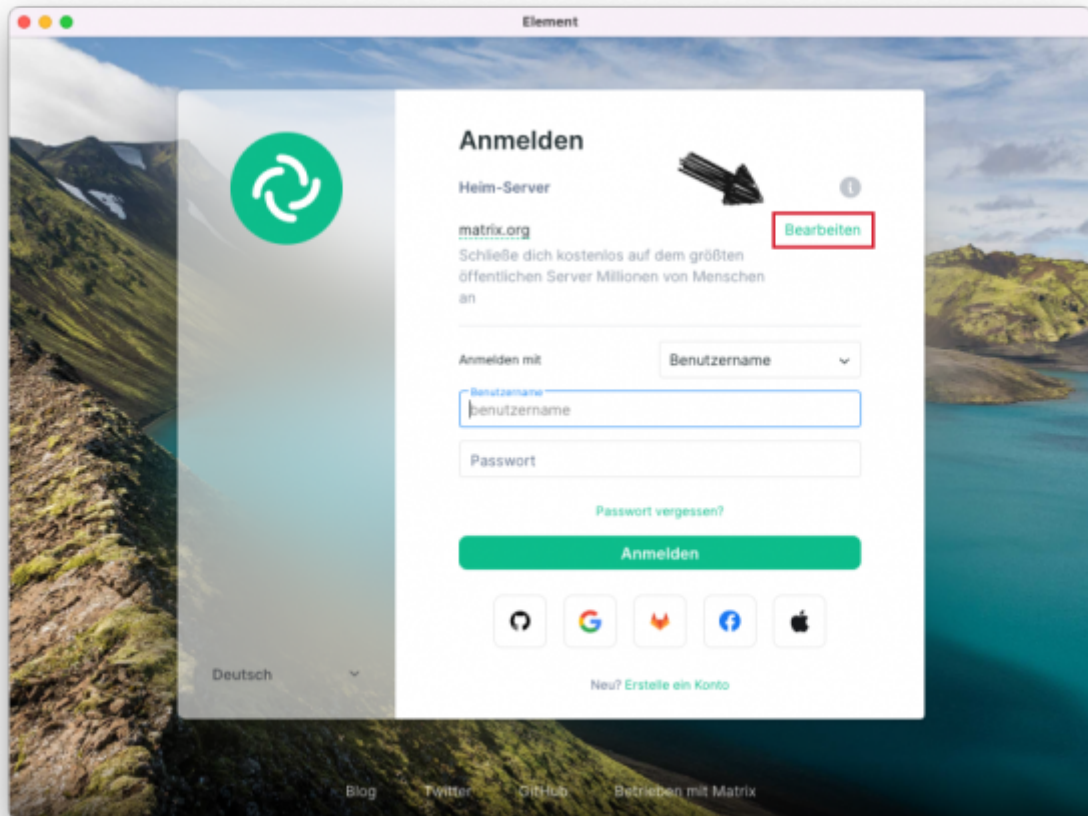 Element
Anmelden
Heim-Server
matrix.org
Bearbeiten
Schließe dich kostenlos auf dem größten
öffentlichen Server Millionen von Menschen
an
Anmelden mit
Benutzername
Benutzername
benutzername
Passwort
Passwort vergessen?
Anmelden
Deutsch
Neu? Erstelle ein Konto
Blog
Twitter
GitHub
Betrieben mit Matrix